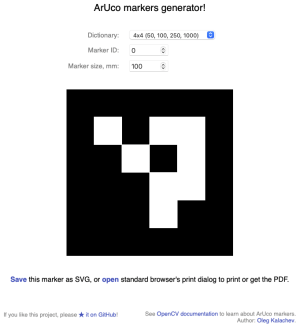 ArUco markers generator!
Dictionary: 4x4 (50, 100, 250, 1000)
Marker ID: 0
Marker size, mm: 100
Save this marker as SVG, or open standard browser's print dialog to print or get the PDF.
If you like this project, please ★ it on GitHub!
See OpenCV documentation to learn about ArUco markers.
Author: Oleg Kalachev.